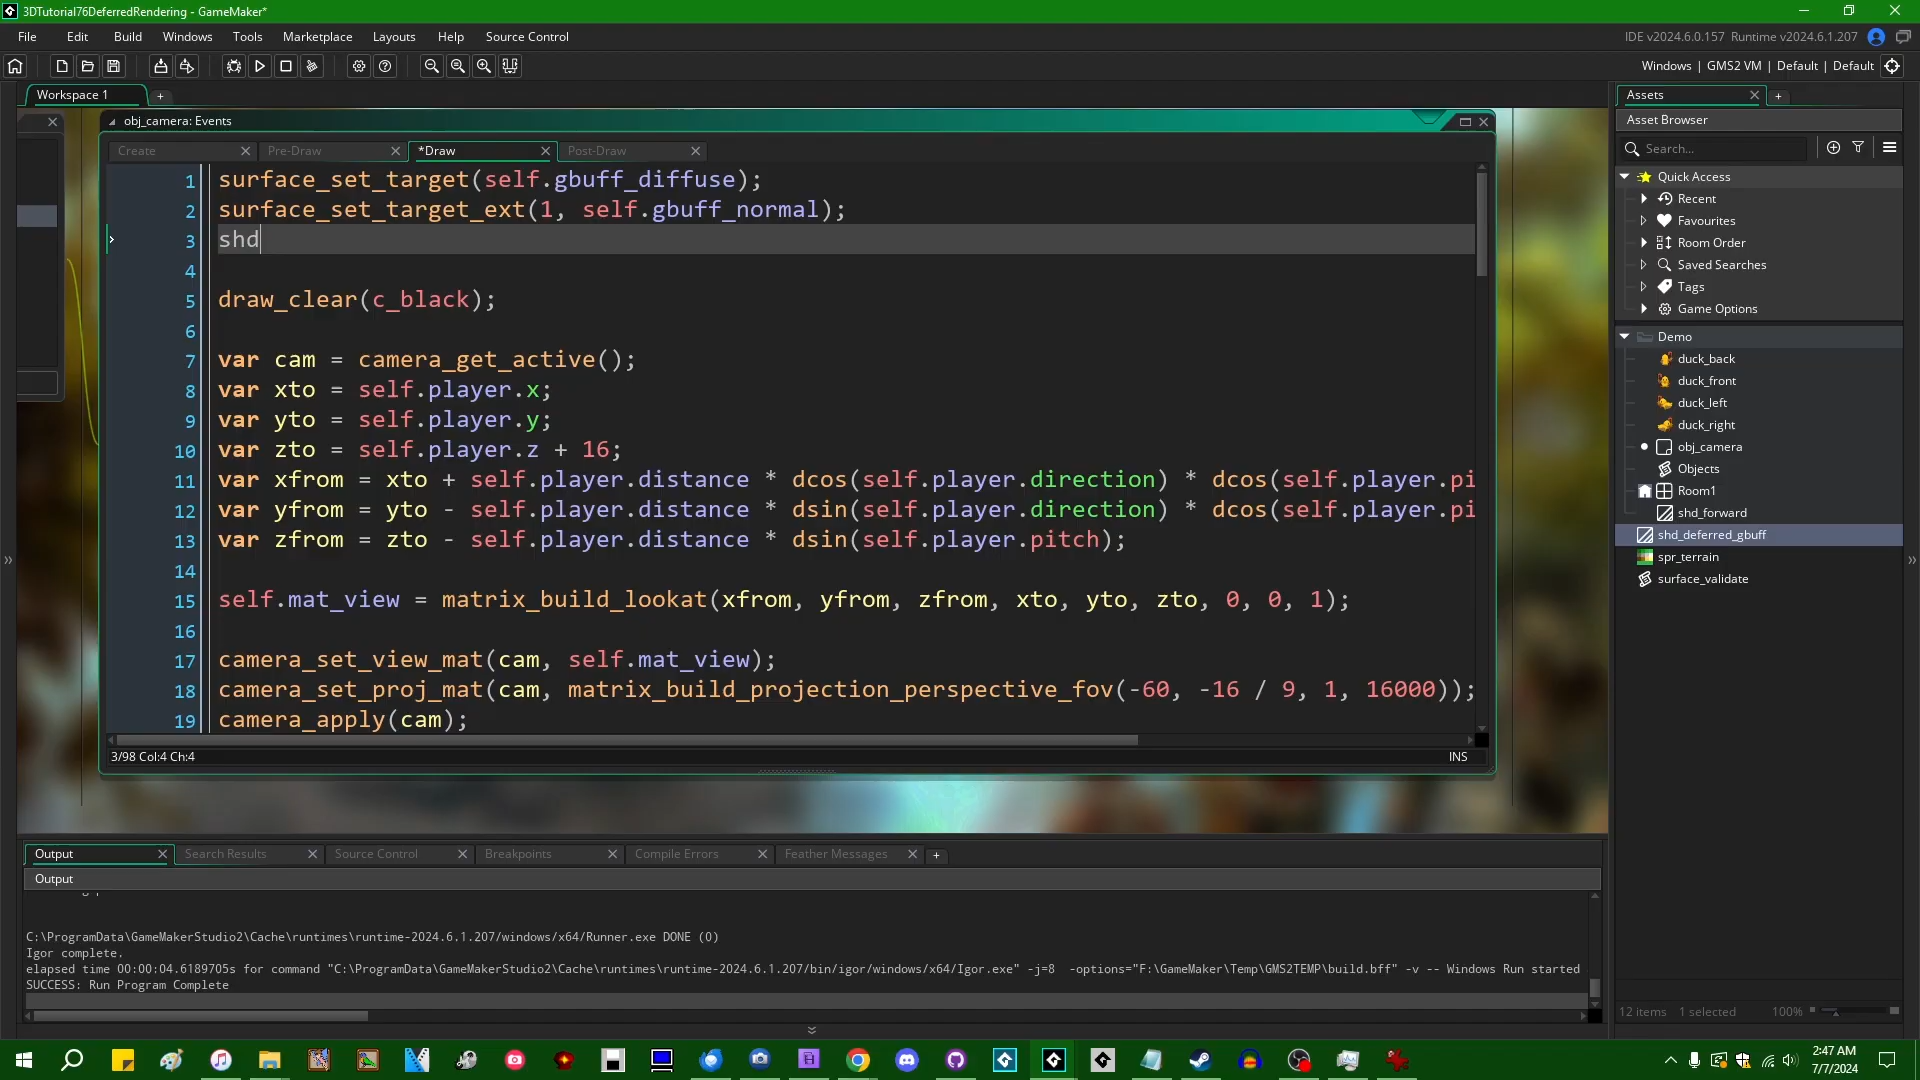 3DTutorial76DeferredRendering - GameMaker*
File Edit Build Windows Tools Marketplace Layouts Help Source Control
IDE v2024.6.0.157 Runtime v2024.6.1.207
Windows | GMS2 VM | Default | Default
Workspace 1
obj_camera: Events
Create Pre-Draw *Draw Post-Draw
1 surface_set_target(self.gbuff_diffuse);
2 surface_set_target_ext(1, self.gbuff_normal);
3 shd
4
5 draw_clear(c_black);
6
7 var cam = camera_get_active();
8 var xto = self.player.x;
9 var yto = self.player.y;
10 var zto = self.player.z + 16;
11 var xfrom = xto + self.player.distance * dcos(self.player.direction) * dcos(self.player.pi
12 var yfrom = yto - self.player.distance * dsin(self.player.direction) * dcos(self.player.pi
13 var zfrom = zto - self.player.distance * dsin(self.player.pitch);
14
15 self.mat_view = matrix_build_lookat(xfrom, yfrom, zfrom, xto, yto, zto, 0, 0, 1);
16
17 camera_set_view_mat(cam, self.mat_view);
18 camera_set_proj_mat(cam, matrix_build_projection_perspective_fov(-60, -16 / 9, 1, 16000));
19 camera_apply(cam);
3/98 Col:4 Ch:4
INS
Output Search Results Source Control Breakpoints Compile Errors Feather Messages
Output
C:\ProgramData\GameMakerStudio2\Cache\runtimes\runtime-2024.6.1.207/windows/x64/Runner.exe DONE (0)
Igor complete.
elapsed time 00:00:04.6189705s for command "C:\ProgramData\GameMakerStudio2\Cache\runtimes\runtime-2024.6.1.207/bin/igor/windows/x64/Igor.exe" -j=8 -options="F:\GameMaker\Temp\GMS2TEMP\build.bff" -v -- Windows Run started
SUCCESS: Run Program Complete
Assets
Asset Browser
Search...
Quick Access
Recent
Favourites
Room Order
Saved Searches
Tags
Game Options
Demo
duck_back
duck_front
duck_left
duck_right
obj_camera
Objects
Room1
shd_forward
shd_deferred_gbuff
spr_terrain
surface_validate
12 items 1 selected 100%
2:47 AM
7/7/2024